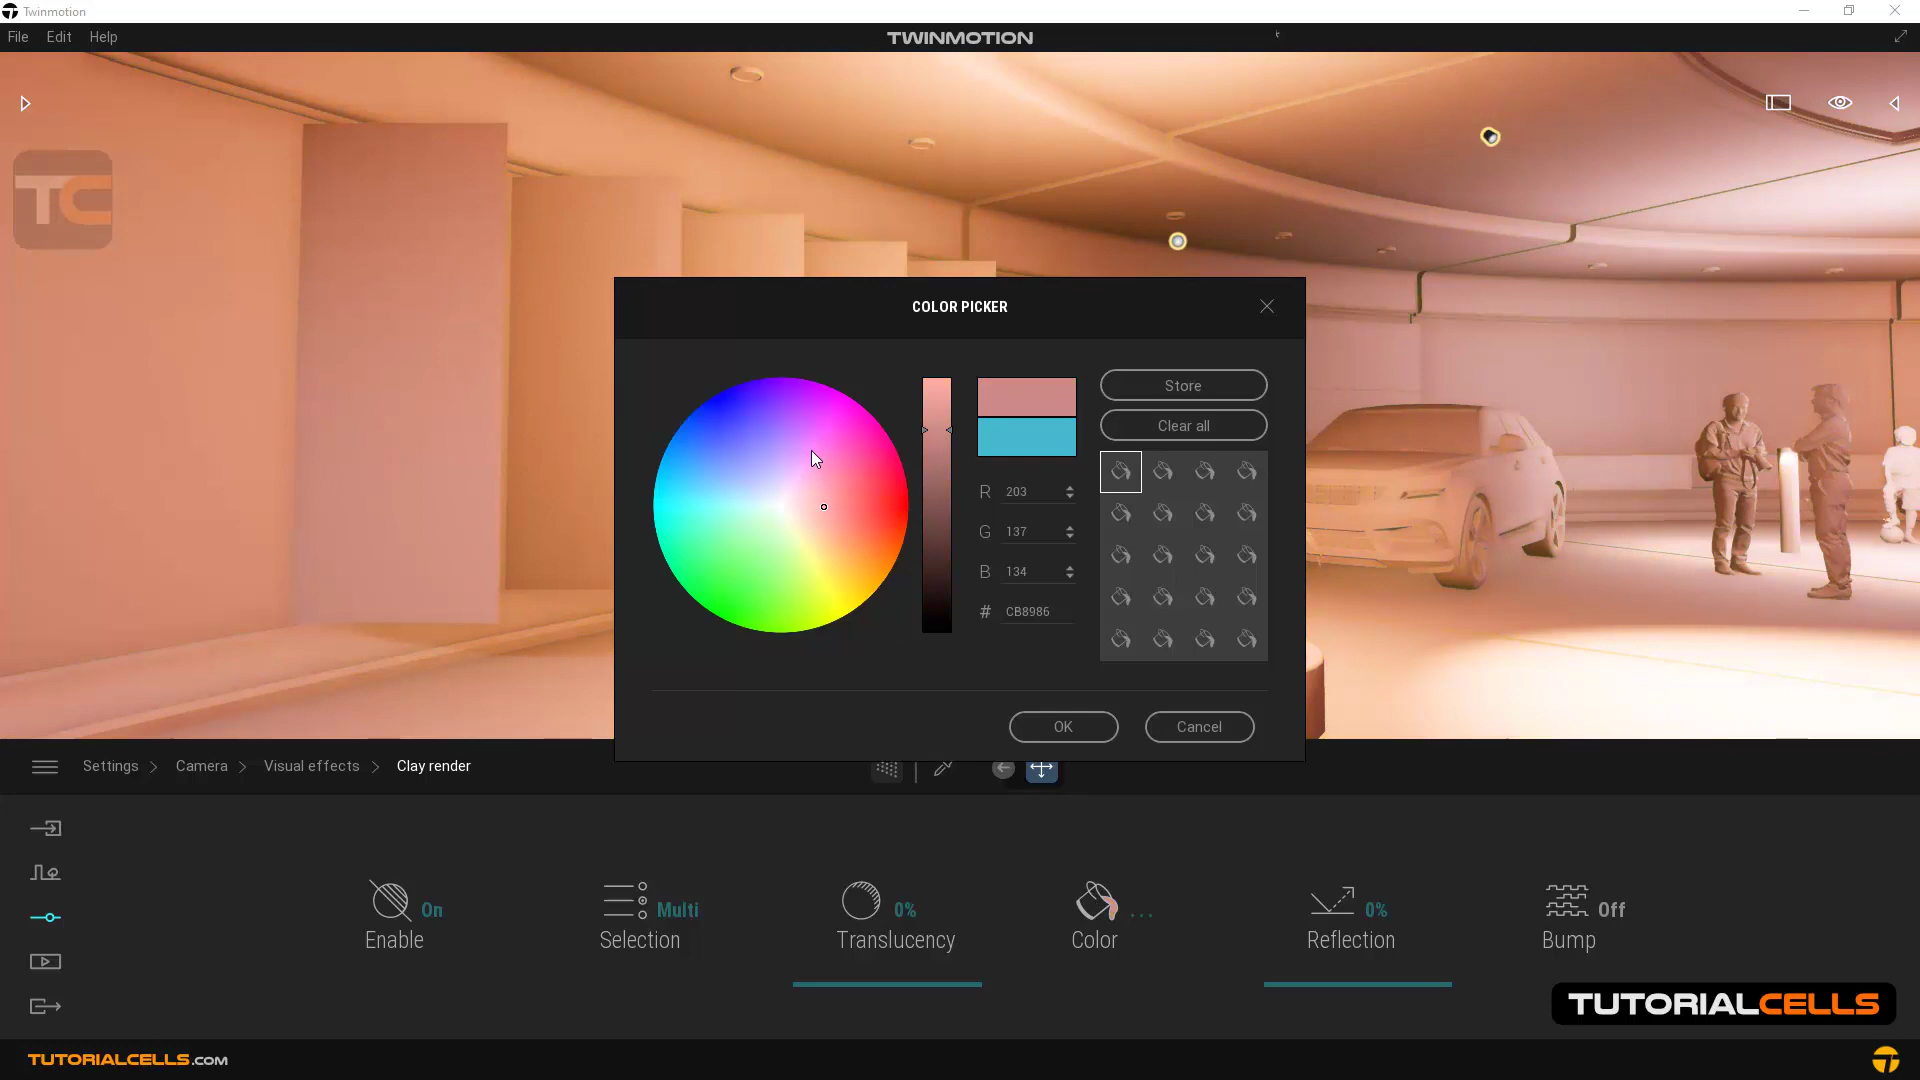 Twinmotion
File Edit Help
TWINMOTION
TC
COLOR PICKER
Store
Clear all
R 203
G 137
B 134
# CB8986
OK Cancel
Settings Camera Visual effects Clay render
On Multi 0% ... 0% Off
Enable Selection Translucency Color Reflection Bump
TUTORIALCELLS
TUTORIALCELLS.COM